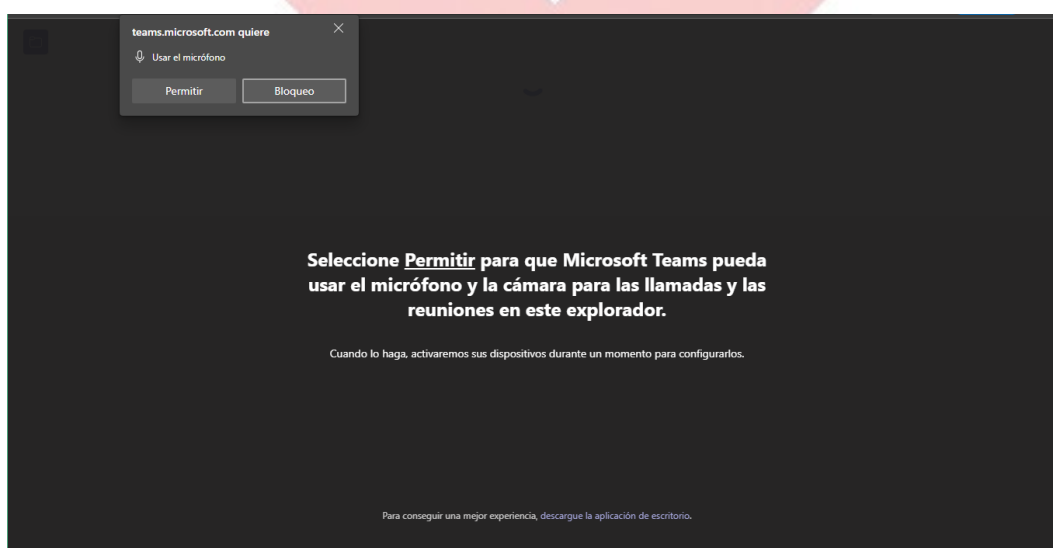 teams.microsoft.com quiere
Usar el micrófono
Permitir
Bloqueo
Seleccione Permitir para que Microsoft Teams pueda
usar el micrófono y la cámara para las llamadas y las
reuniones en este explorador.
Cuando lo haga, activaremos sus dispositivos durante un momento para configurarlos.
Para conseguir una mejor experiencia, descargue la aplicación de escritorio.